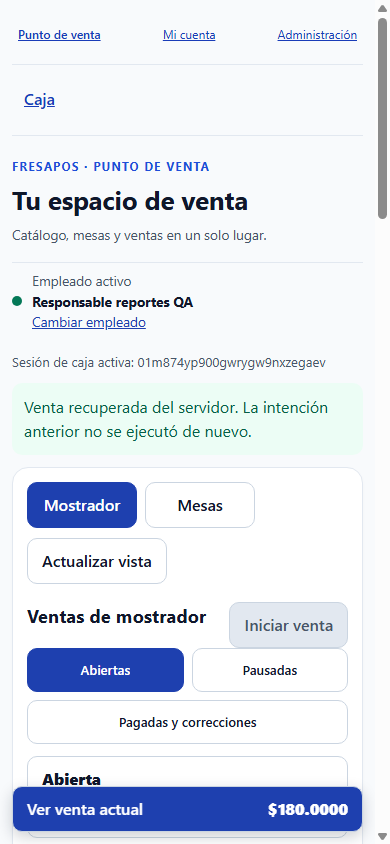 Punto de venta
Mi cuenta
Administración
Caja
FRESAPOS · PUNTO DE VENTA
Tu espacio de venta
Catálogo, mesas y ventas en un solo lugar.
Empleado activo
Responsable reportes QA
Cambiar empleado
Sesión de caja activa: 01m874yp900gwrygw9nxzegaev
Venta recuperada del servidor. La intención
anterior no se ejecutó de nuevo.
Mostrador
Mesas
Actualizar vista
Ventas de mostrador
Iniciar venta
Abiertas
Pausadas
Pagadas y correcciones
Abierta
Ver venta actual
$180.0000